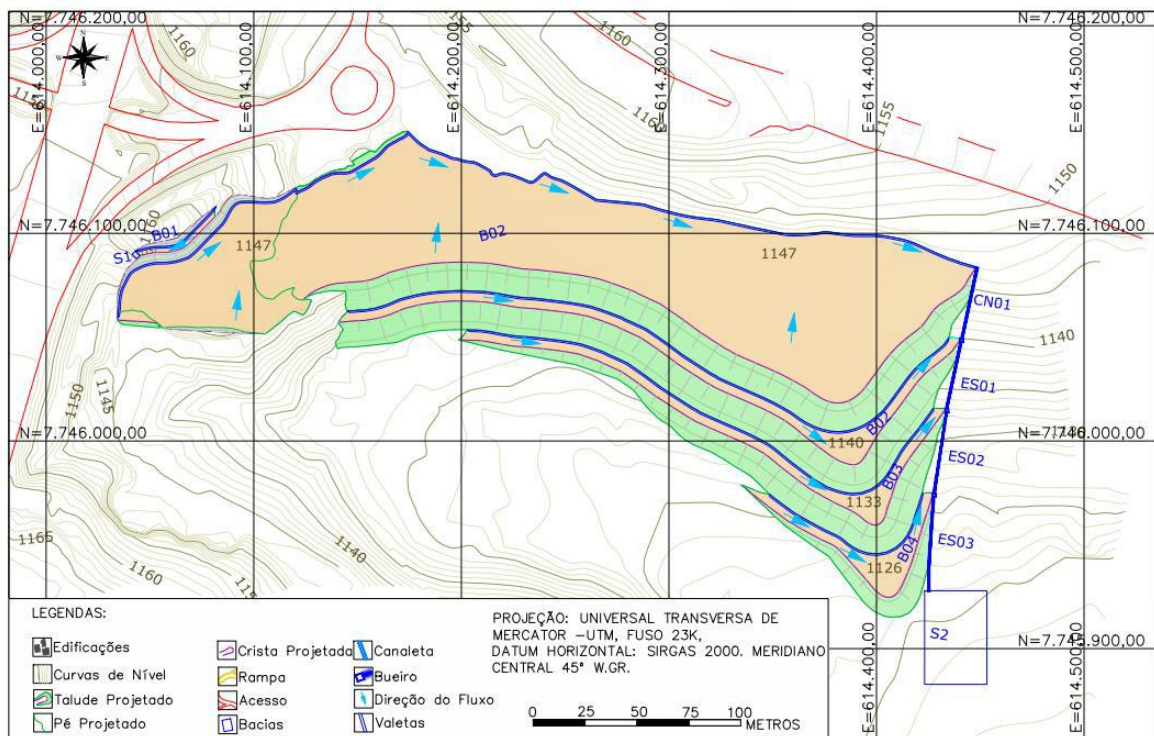 N=7.746.200,00
N=7.746.200,00
E=614.000,00
E=614.100,00
E=614.200,00
E=614.300,00
E=614.400,00
E=614.500,00
1160
1155
1160
1155
1150
1160
N=7.746.100,00
N=7.746.100,00
B01
S1
1147
B02
1147
CN01
1140
ES01
1150
1145
N=7.746.000,00
N=7.746.000,00
B02
1140
ES02
B03
1133
ES03
B04
1126
1165
1160
1140
S2
N=7.745.900,00
E=614.400,00
E=614.500,00
LEGENDAS:
Edificações
Curvas de Nível
Talude Projetado
Pé Projetado
Crista Projetada
Rampa
Acesso
Bacias
Canaleta
Bueiro
Direção do Fluxo
Valetas
PROJEÇÃO: UNIVERSAL TRANSVERSA DE
MERCATOR -UTM, FUSO 23K,
DATUM HORIZONTAL: SIRGAS 2000. MERIDIANO
CENTRAL 45° W.GR.
0 25 50 75 100
METROS